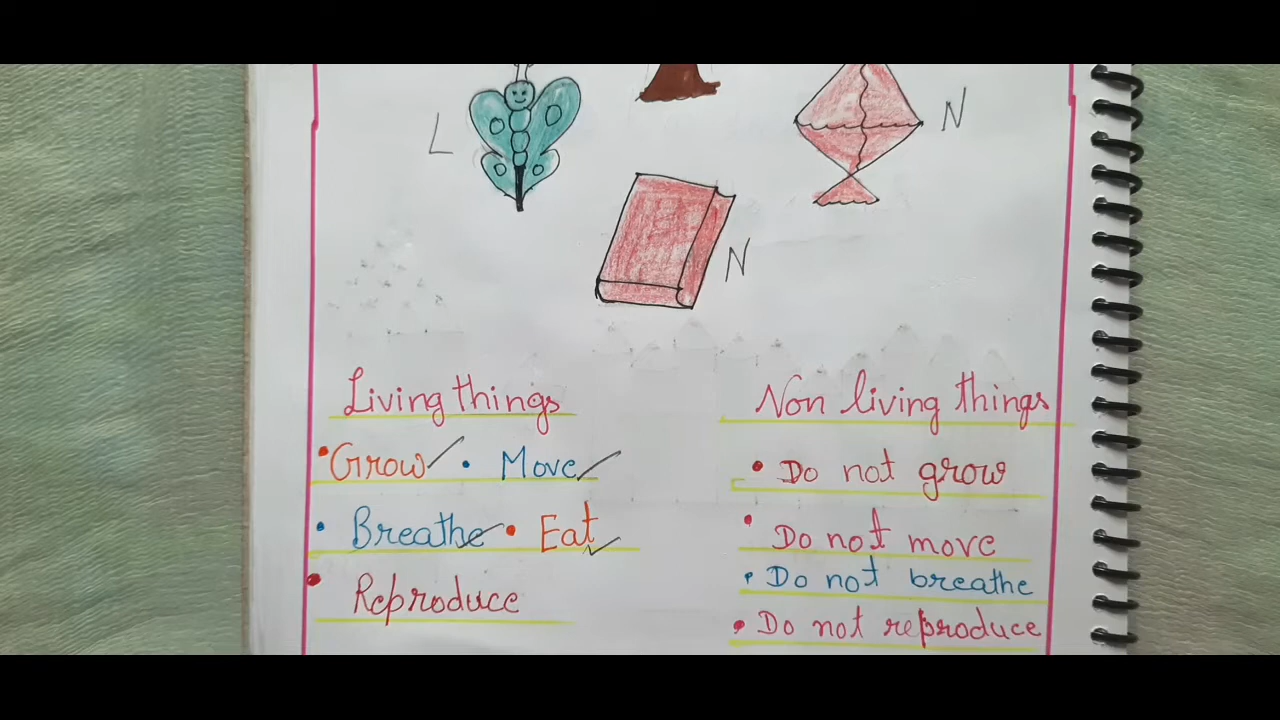 L
N
N
Living things
• Grow ✓ • Move ✓
• Breathe ✓ • Eat ✓
• Reproduce
Non living things
• Do not grow
• Do not move
• Do not breathe
• Do not reproduce